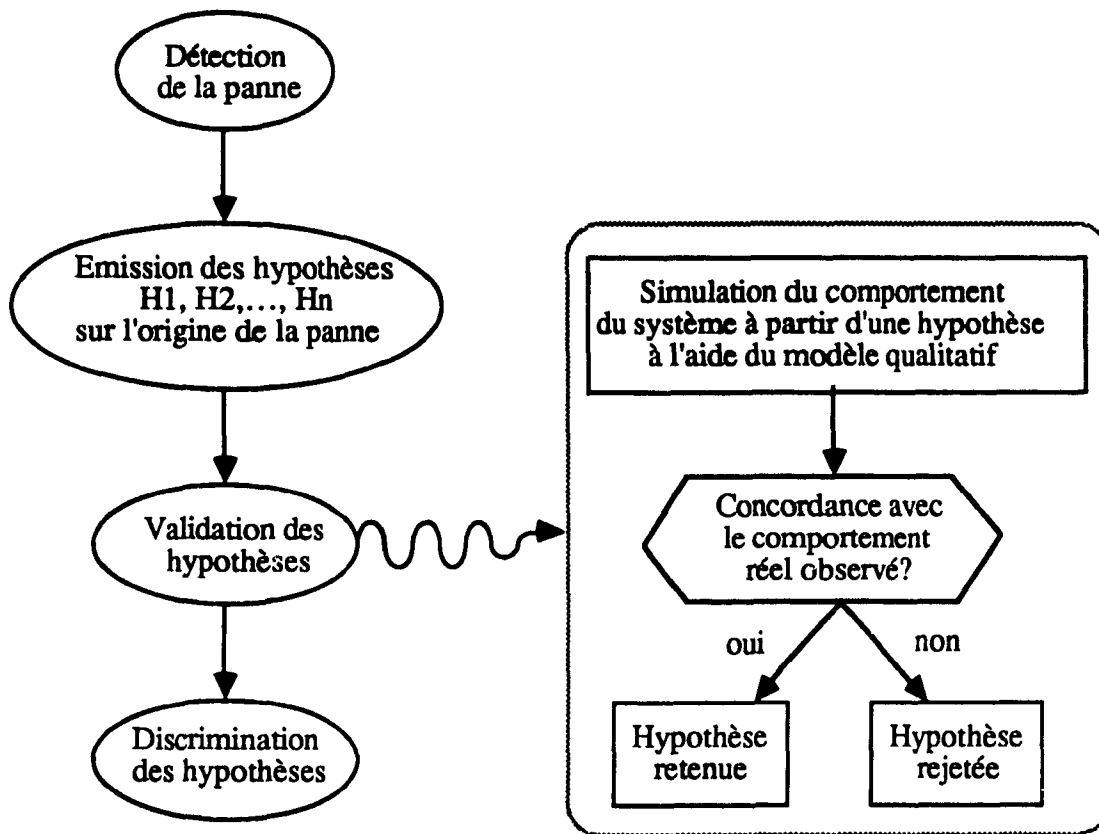 Détection
de la panne
Emission des hypothèses
H1, H2,..., Hn
sur l'origine de la panne
Validation des
hypothèses
Discrimination
des hypothèses
Simulation du comportement
du système à partir d'une hypothèse
à l'aide du modèle qualitatif
Concordance avec
le comportement
réel observé?
oui
non
Hypothèse
retenue
Hypothèse
rejetée